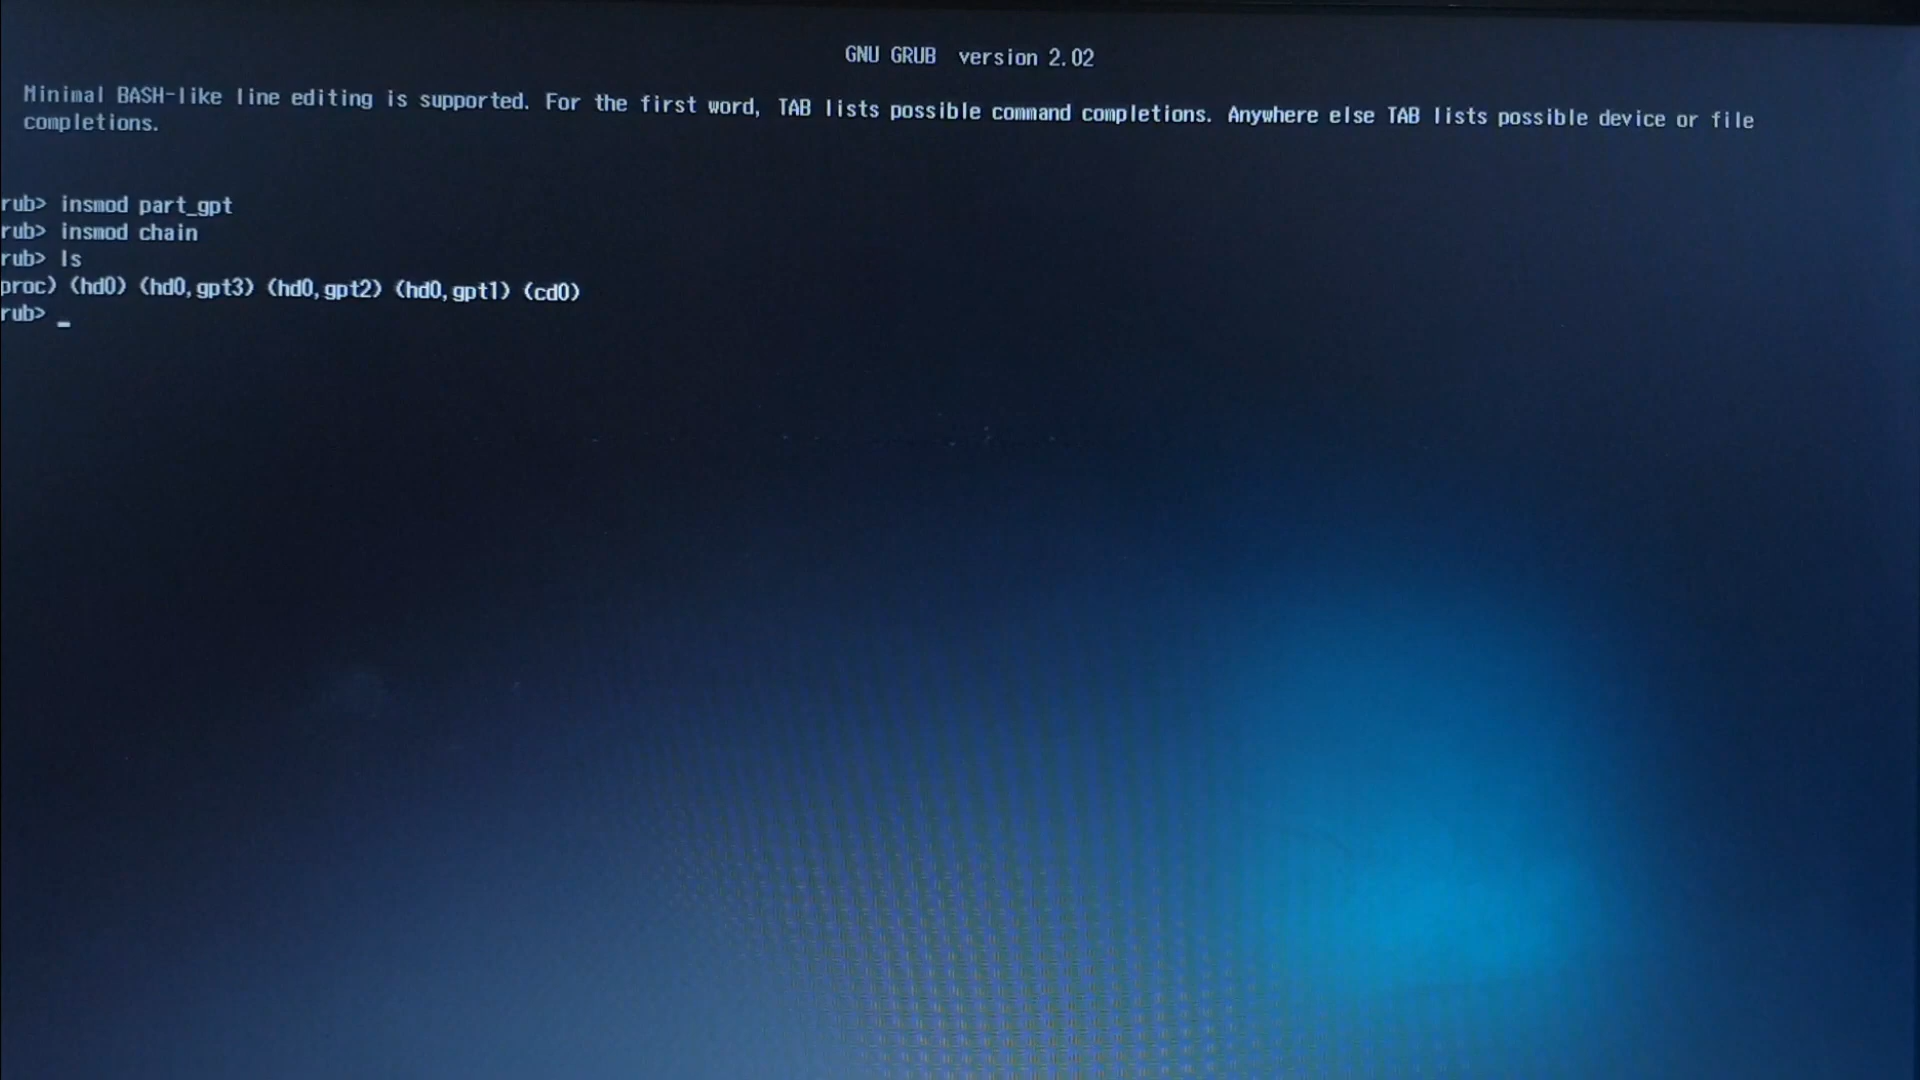 GNU GRUB version 2.02
Minimal BASH-like line editing is supported. For the first word, TAB lists possible command completions. Anywhere else TAB lists possible device or file
completions.
rub> insmod part_gpt
rub> insmod chain
rub> ls
proc) (hd0) (hd0,gpt3) (hd0,gpt2) (hd0,gpt1) (cd0)
rub> _